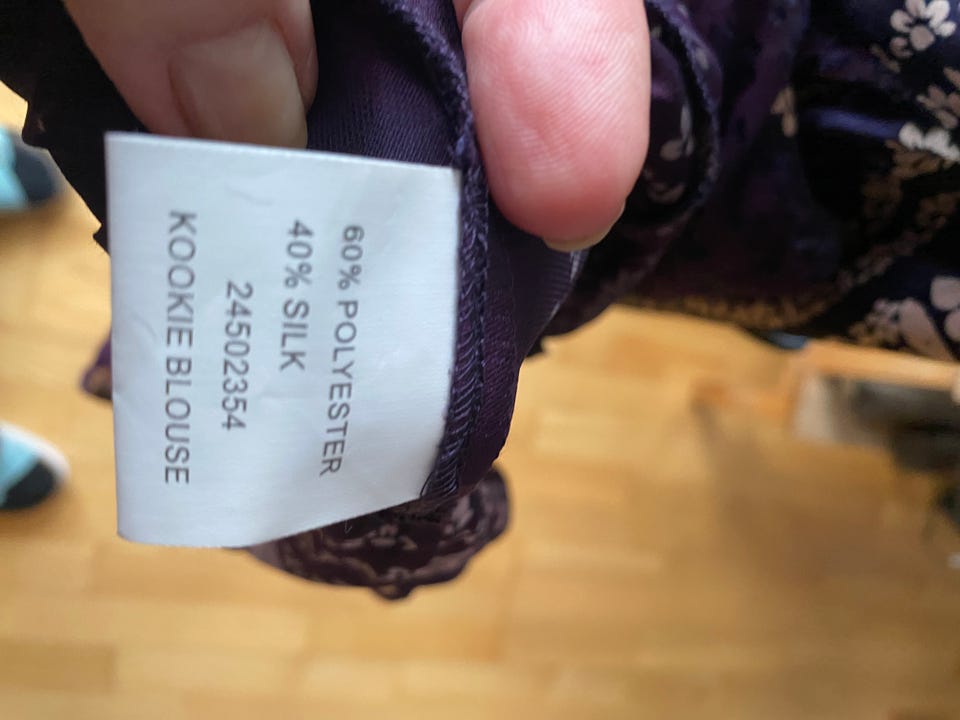 60% POLYESTER
40% SILK
24502354
KOOKIE BLOUSE